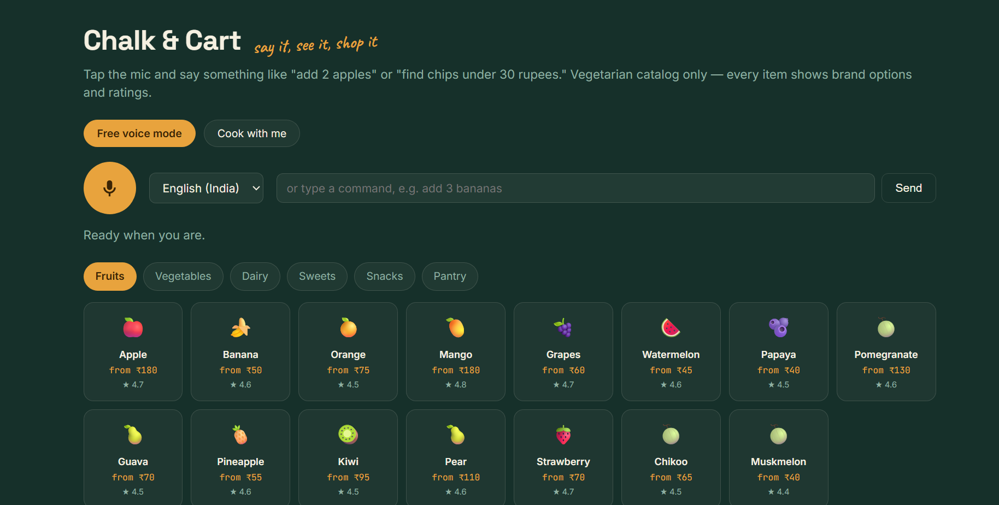 Chalk & Cart say it, see it, shop it
Tap the mic and say something like "add 2 apples" or "find chips under 30 rupees." Vegetarian catalog only — every item shows brand options
and ratings.
Free voice mode Cook with me
English (India) or type a command, e.g. add 3 bananas Send
Ready when you are.
Fruits Vegetables Dairy Sweets Snacks Pantry
Apple Banana Orange Mango Grapes Watermelon Papaya Pomegranate
from ₹180 from ₹50 from ₹75 from ₹180 from ₹60 from ₹45 from ₹40 from ₹130
★ 4.7 ★ 4.6 ★ 4.5 ★ 4.8 ★ 4.7 ★ 4.6 ★ 4.5 ★ 4.6
Guava Pineapple Kiwi Pear Strawberry Chikoo Muskmelon
from ₹70 from ₹55 from ₹95 from ₹110 from ₹70 from ₹65 from ₹40
★ 4.5 ★ 4.6 ★ 4.5 ★ 4.6 ★ 4.7 ★ 4.5 ★ 4.4